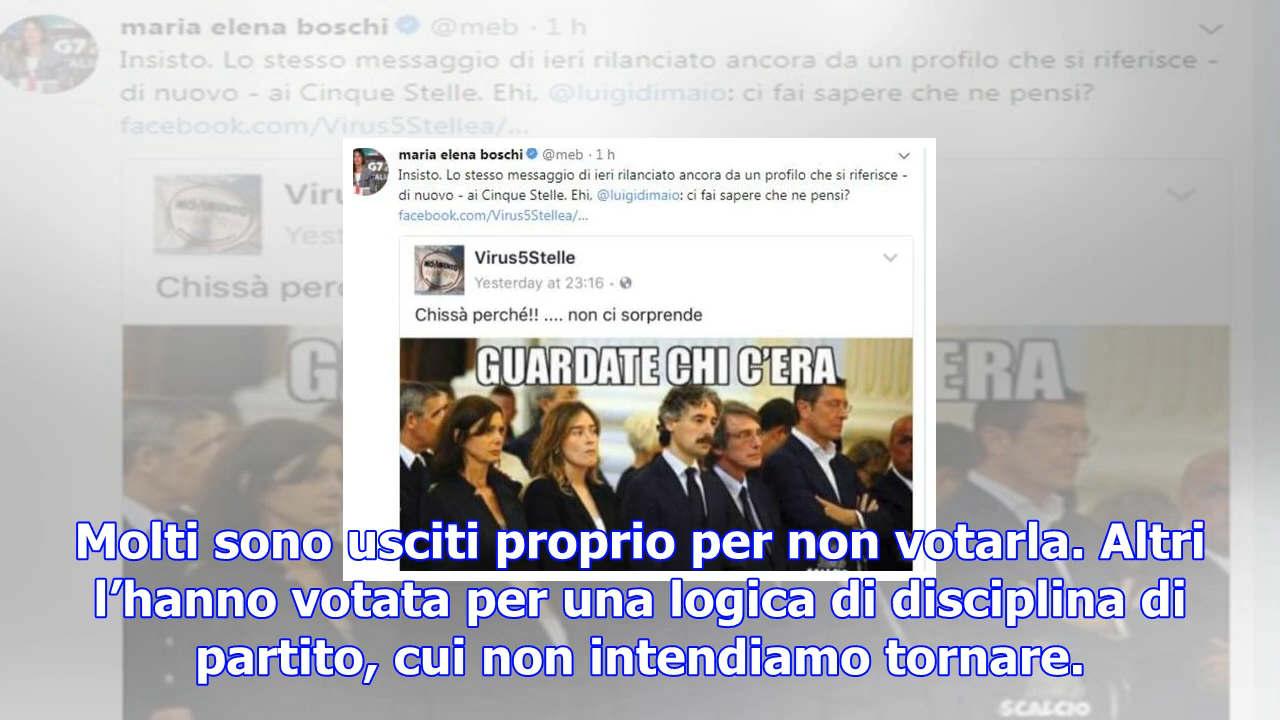 maria elena boschi @meb · 1 h
Insisto. Lo stesso messaggio di ieri rilanciato ancora da un profilo che si riferisce -
di nuovo - ai Cinque Stelle. Ehi, @luigidimaio: ci fai sapere che ne pensi?
facebook.com/Virus5Stellea/...
Virus
Yest
Chissà perc
G
ERA
maria elena boschi @meb · 1 h
Insisto. Lo stesso messaggio di ieri rilanciato ancora da un profilo che si riferisce -
di nuovo - ai Cinque Stelle. Ehi, @luigidimaio: ci fai sapere che ne pensi?
facebook.com/Virus5Stellea/...
Virus5Stelle
Yesterday at 23:16 ·
Chissà perché!! .... non ci sorprende
GUARDATE CHI C'ERA
Molti sono usciti proprio per non votarla. Altri
l’hanno votata per una logica di disciplina di
partito, cui non intendiamo tornare.
SCALCIO